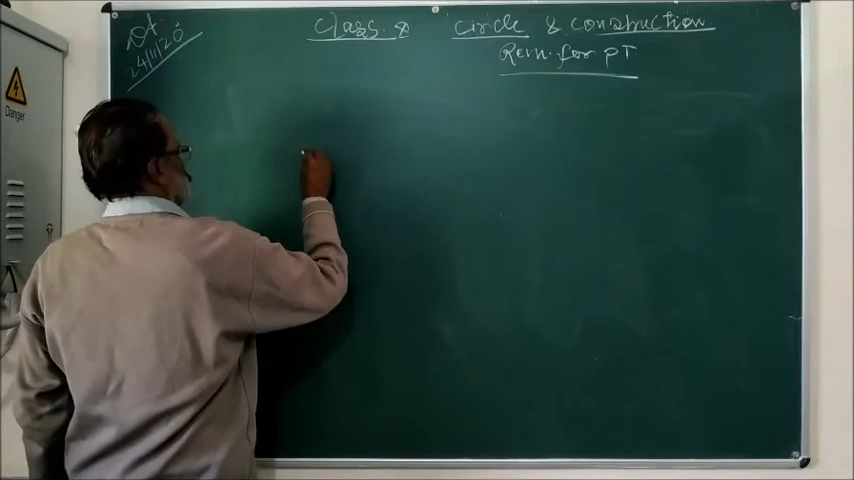 Dt.
24/11/20
Class. 8 Circle & Construction
Rein. for PT
Danger